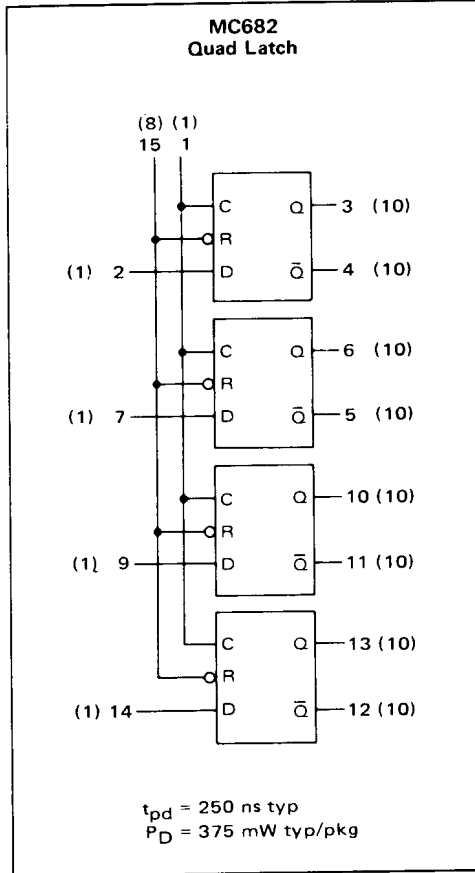 MC682
Quad Latch
(8) (1)
15 1
C Q 3 (10)
R
(1) 2 D Q̅ 4 (10)
C Q 6 (10)
R
(1) 7 D Q̅ 5 (10)
C Q 10 (10)
R
(1) 9 D Q̅ 11 (10)
C Q 13 (10)
R
(1) 14 D Q̅ 12 (10)
tpd = 250 ns typ
PD = 375 mW typ/pkg